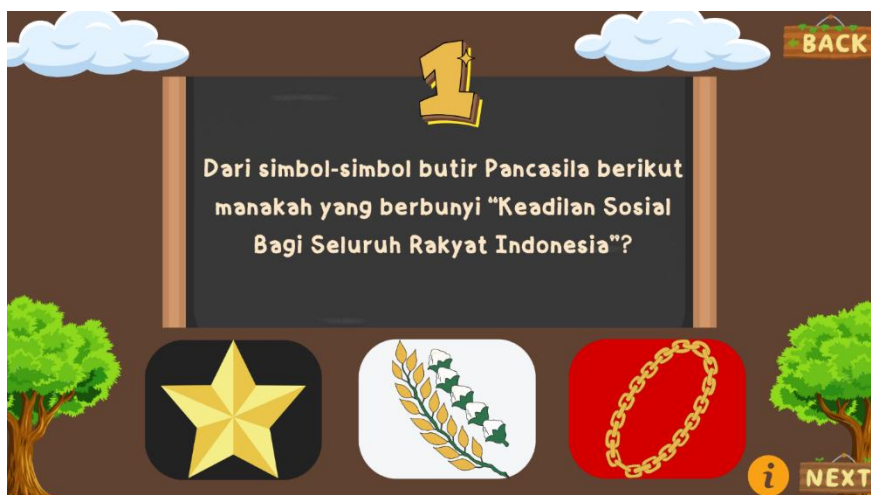 BACK
1
Dari simbol-simbol butir Pancasila berikut
manakah yang berbunyi “Keadilan Sosial
Bagi Seluruh Rakyat Indonesia”?
i
NEXT